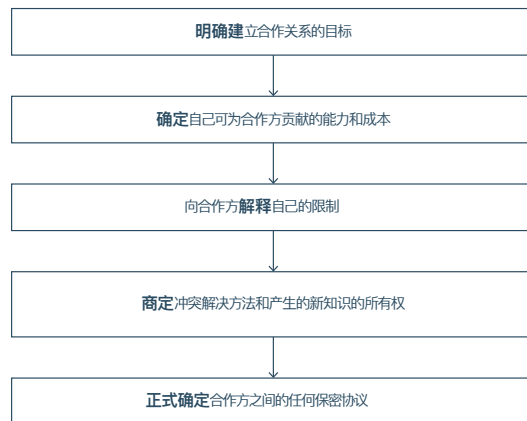 明确建立合作关系的目标
确定自己可为合作方贡献的能力和成本
向合作方解释自己的限制
商定冲突解决方法和产生的新知识的所有权
正式确定合作方之间的任何保密协议